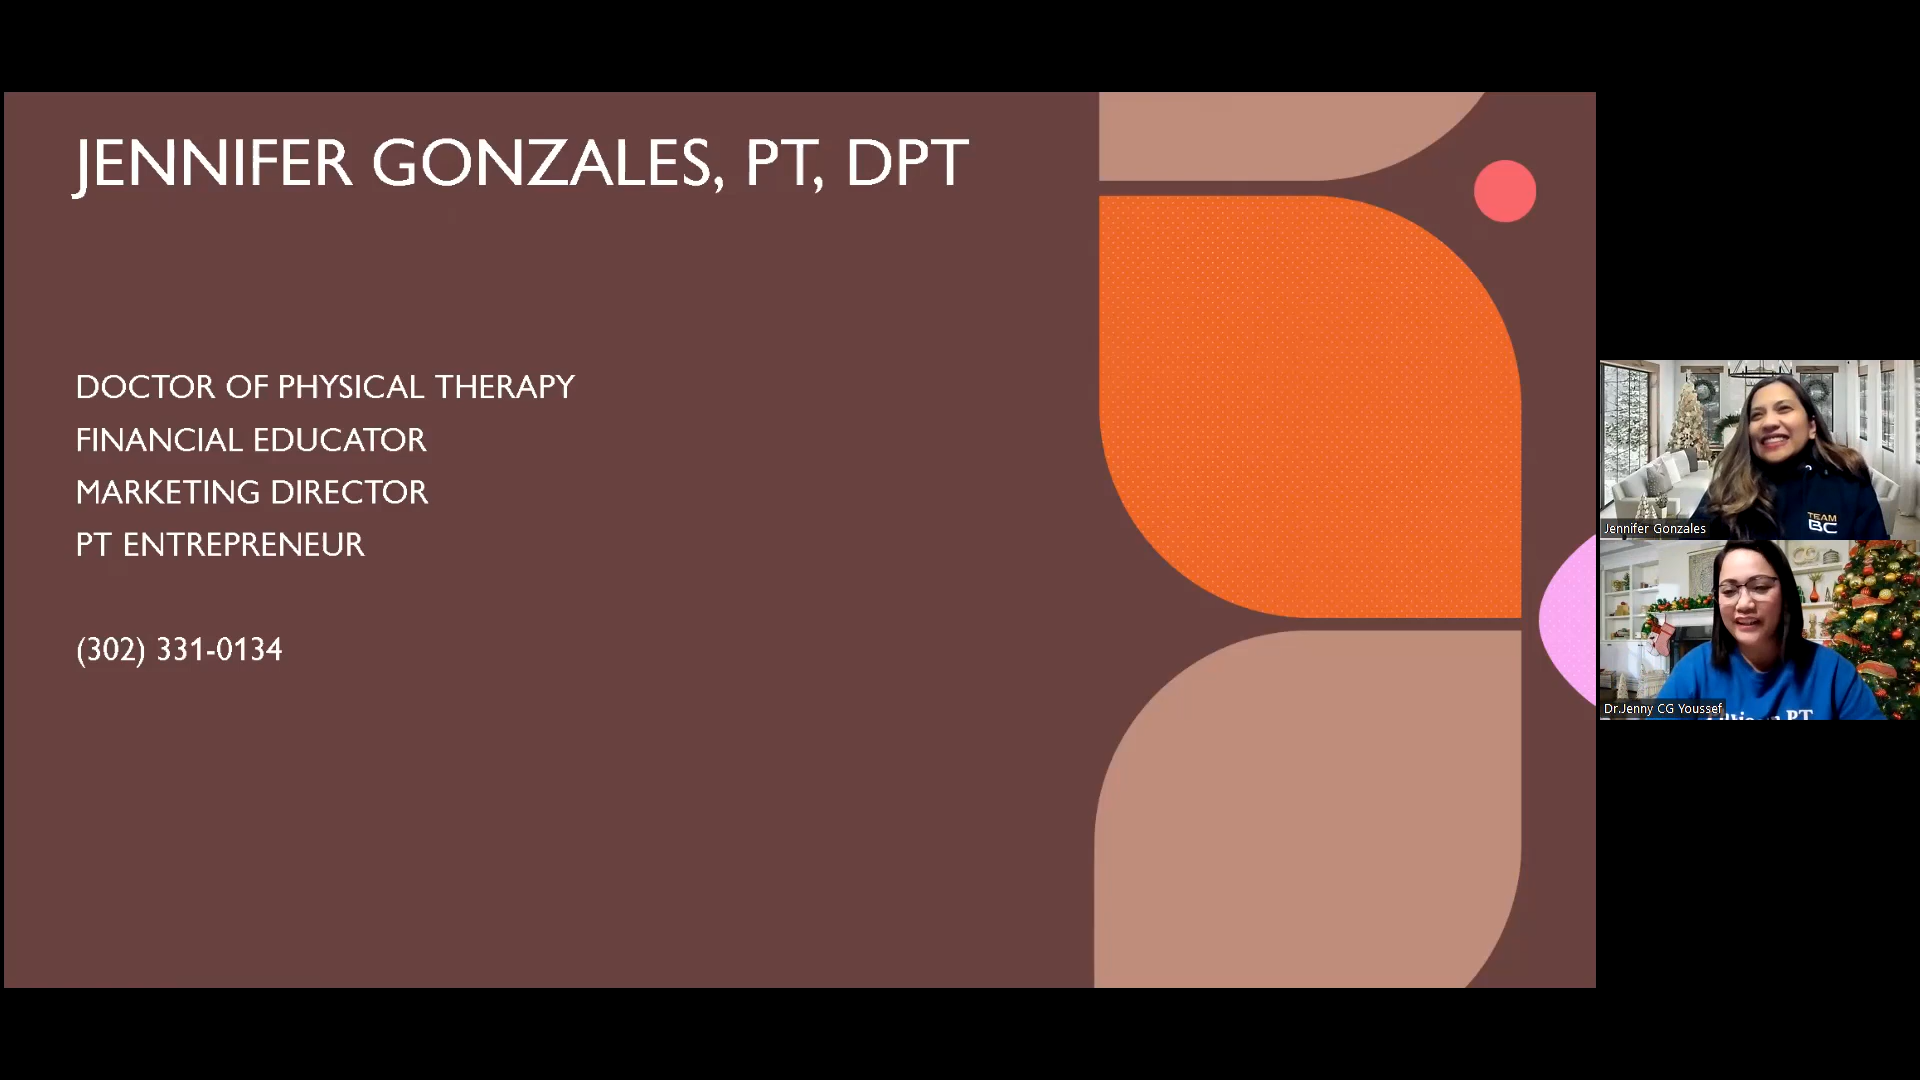 JENNIFER GONZALES, PT, DPT
DOCTOR OF PHYSICAL THERAPY
FINANCIAL EDUCATOR
MARKETING DIRECTOR
PT ENTREPRENEUR
(302) 331-0134
TEAM
BC
Jennifer Gonzales
PT
Dr.Jenny CG Youssef